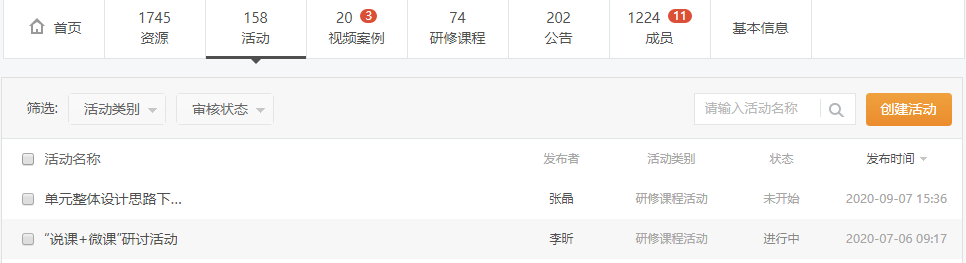 首页
1745
资源
158
活动
20 3
视频案例
74
研修课程
202
公告
1224 11
成员
基本信息
筛选: 活动类别 审核状态 请输入活动名称 创建活动
活动名称 发布者 活动类别 状态 发布时间
单元整体设计思路下... 张晶 研修课程活动 未开始 2020-09-07 15:36
“说课+微课”研讨活动 李昕 研修课程活动 进行中 2020-07-06 09:17